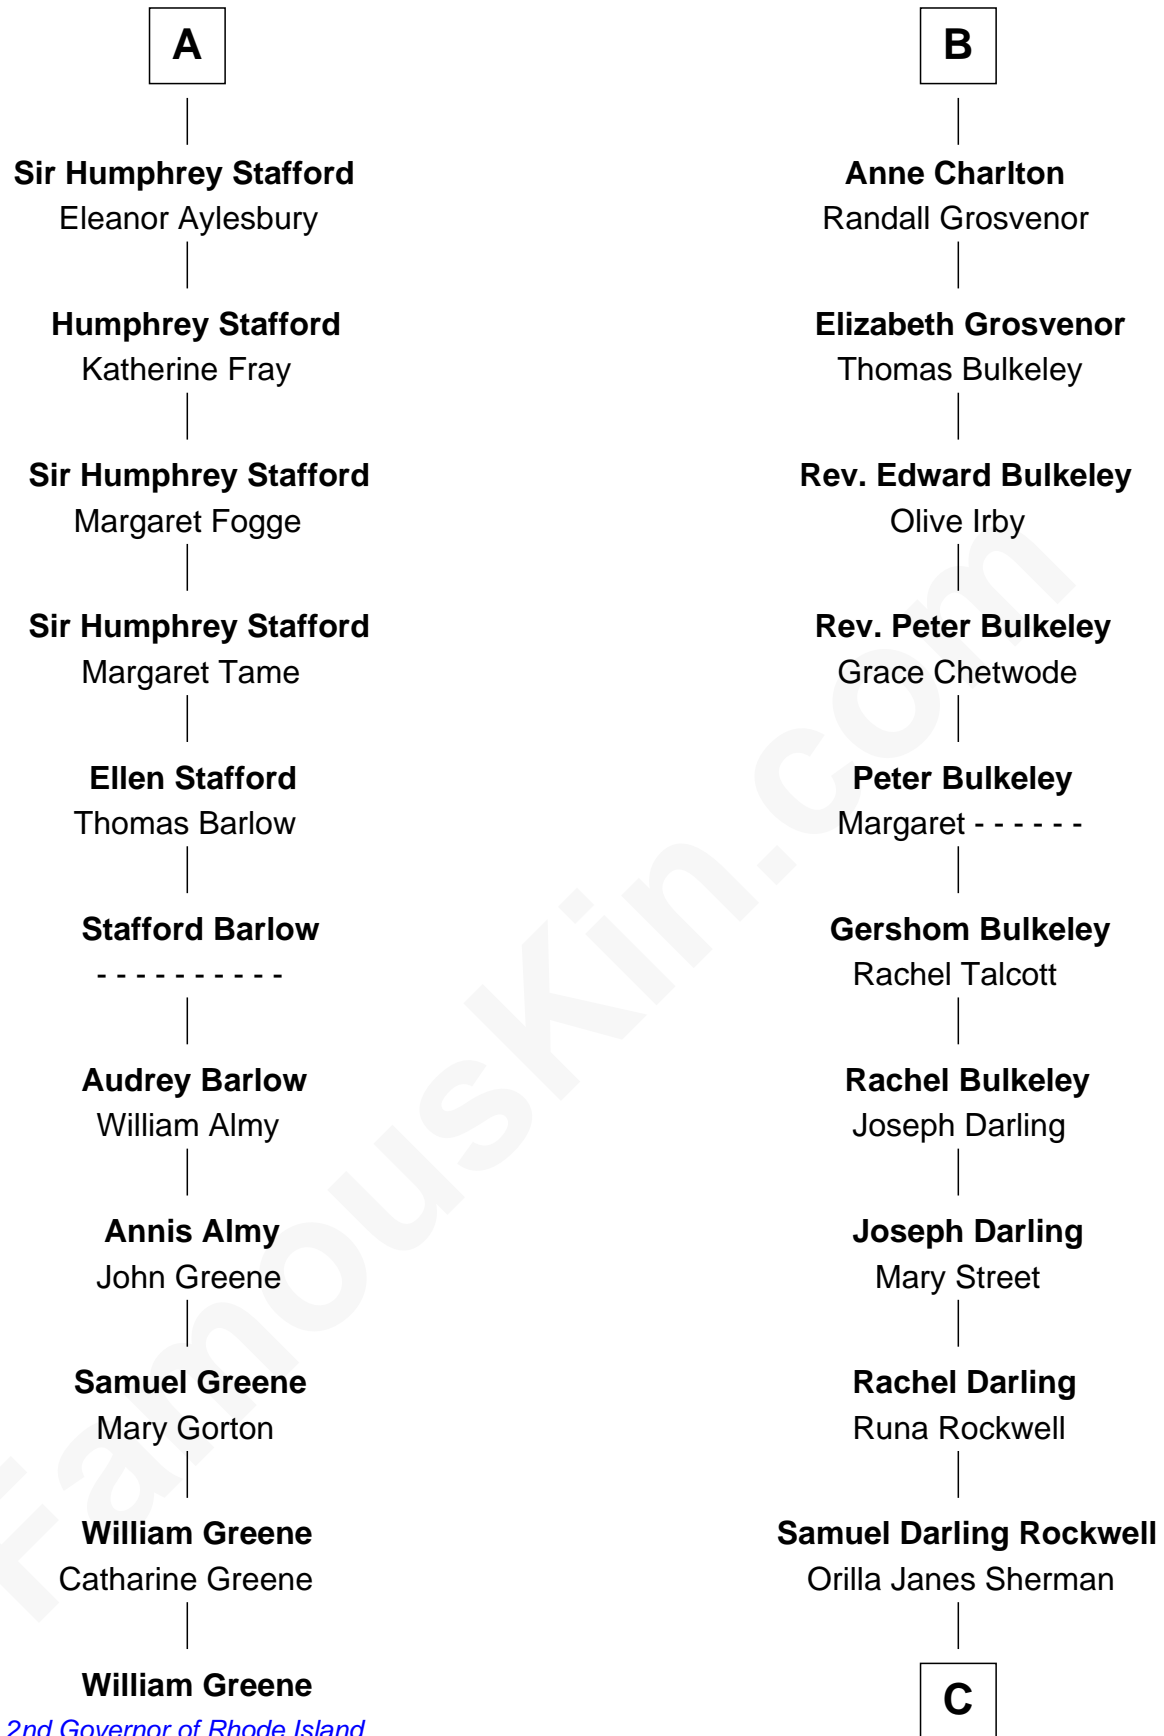 A
Sir Humphrey Stafford
Eleanor Aylesbury
Humphrey Stafford
Katherine Fray
Sir Humphrey Stafford
Margaret Fogge
Sir Humphrey Stafford
Margaret Tame
Ellen Stafford
Thomas Barlow
Stafford Barlow
- - - - - - - - - -
Audrey Barlow
William Almy
Annis Almy
John Greene
Samuel Greene
Mary Gorton
William Greene
Catharine Greene
William Greene
2nd Governor of Rhode Island
B
Anne Charlton
Randall Grosvenor
Elizabeth Grosvenor
Thomas Bulkeley
Rev. Edward Bulkeley
Olive Irby
Rev. Peter Bulkeley
Grace Chetwode
Peter Bulkeley
Margaret - - - - - -
Gershom Bulkeley
Rachel Talcott
Rachel Bulkeley
Joseph Darling
Joseph Darling
Mary Street
Rachel Darling
Runa Rockwell
Samuel Darling Rockwell
Orilla Janes Sherman
C
FamousKin.com